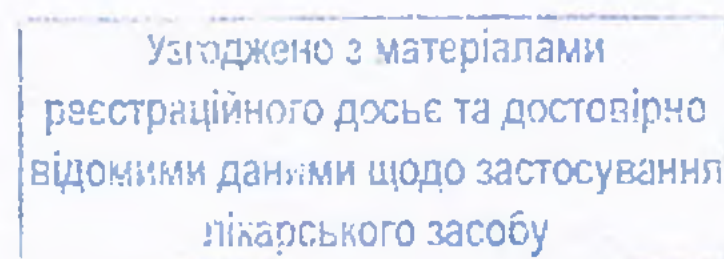 Узгоджено з матеріалами
реєстраційного досьє та достовірно
відомими даними щодо застосування
лікарського засобу